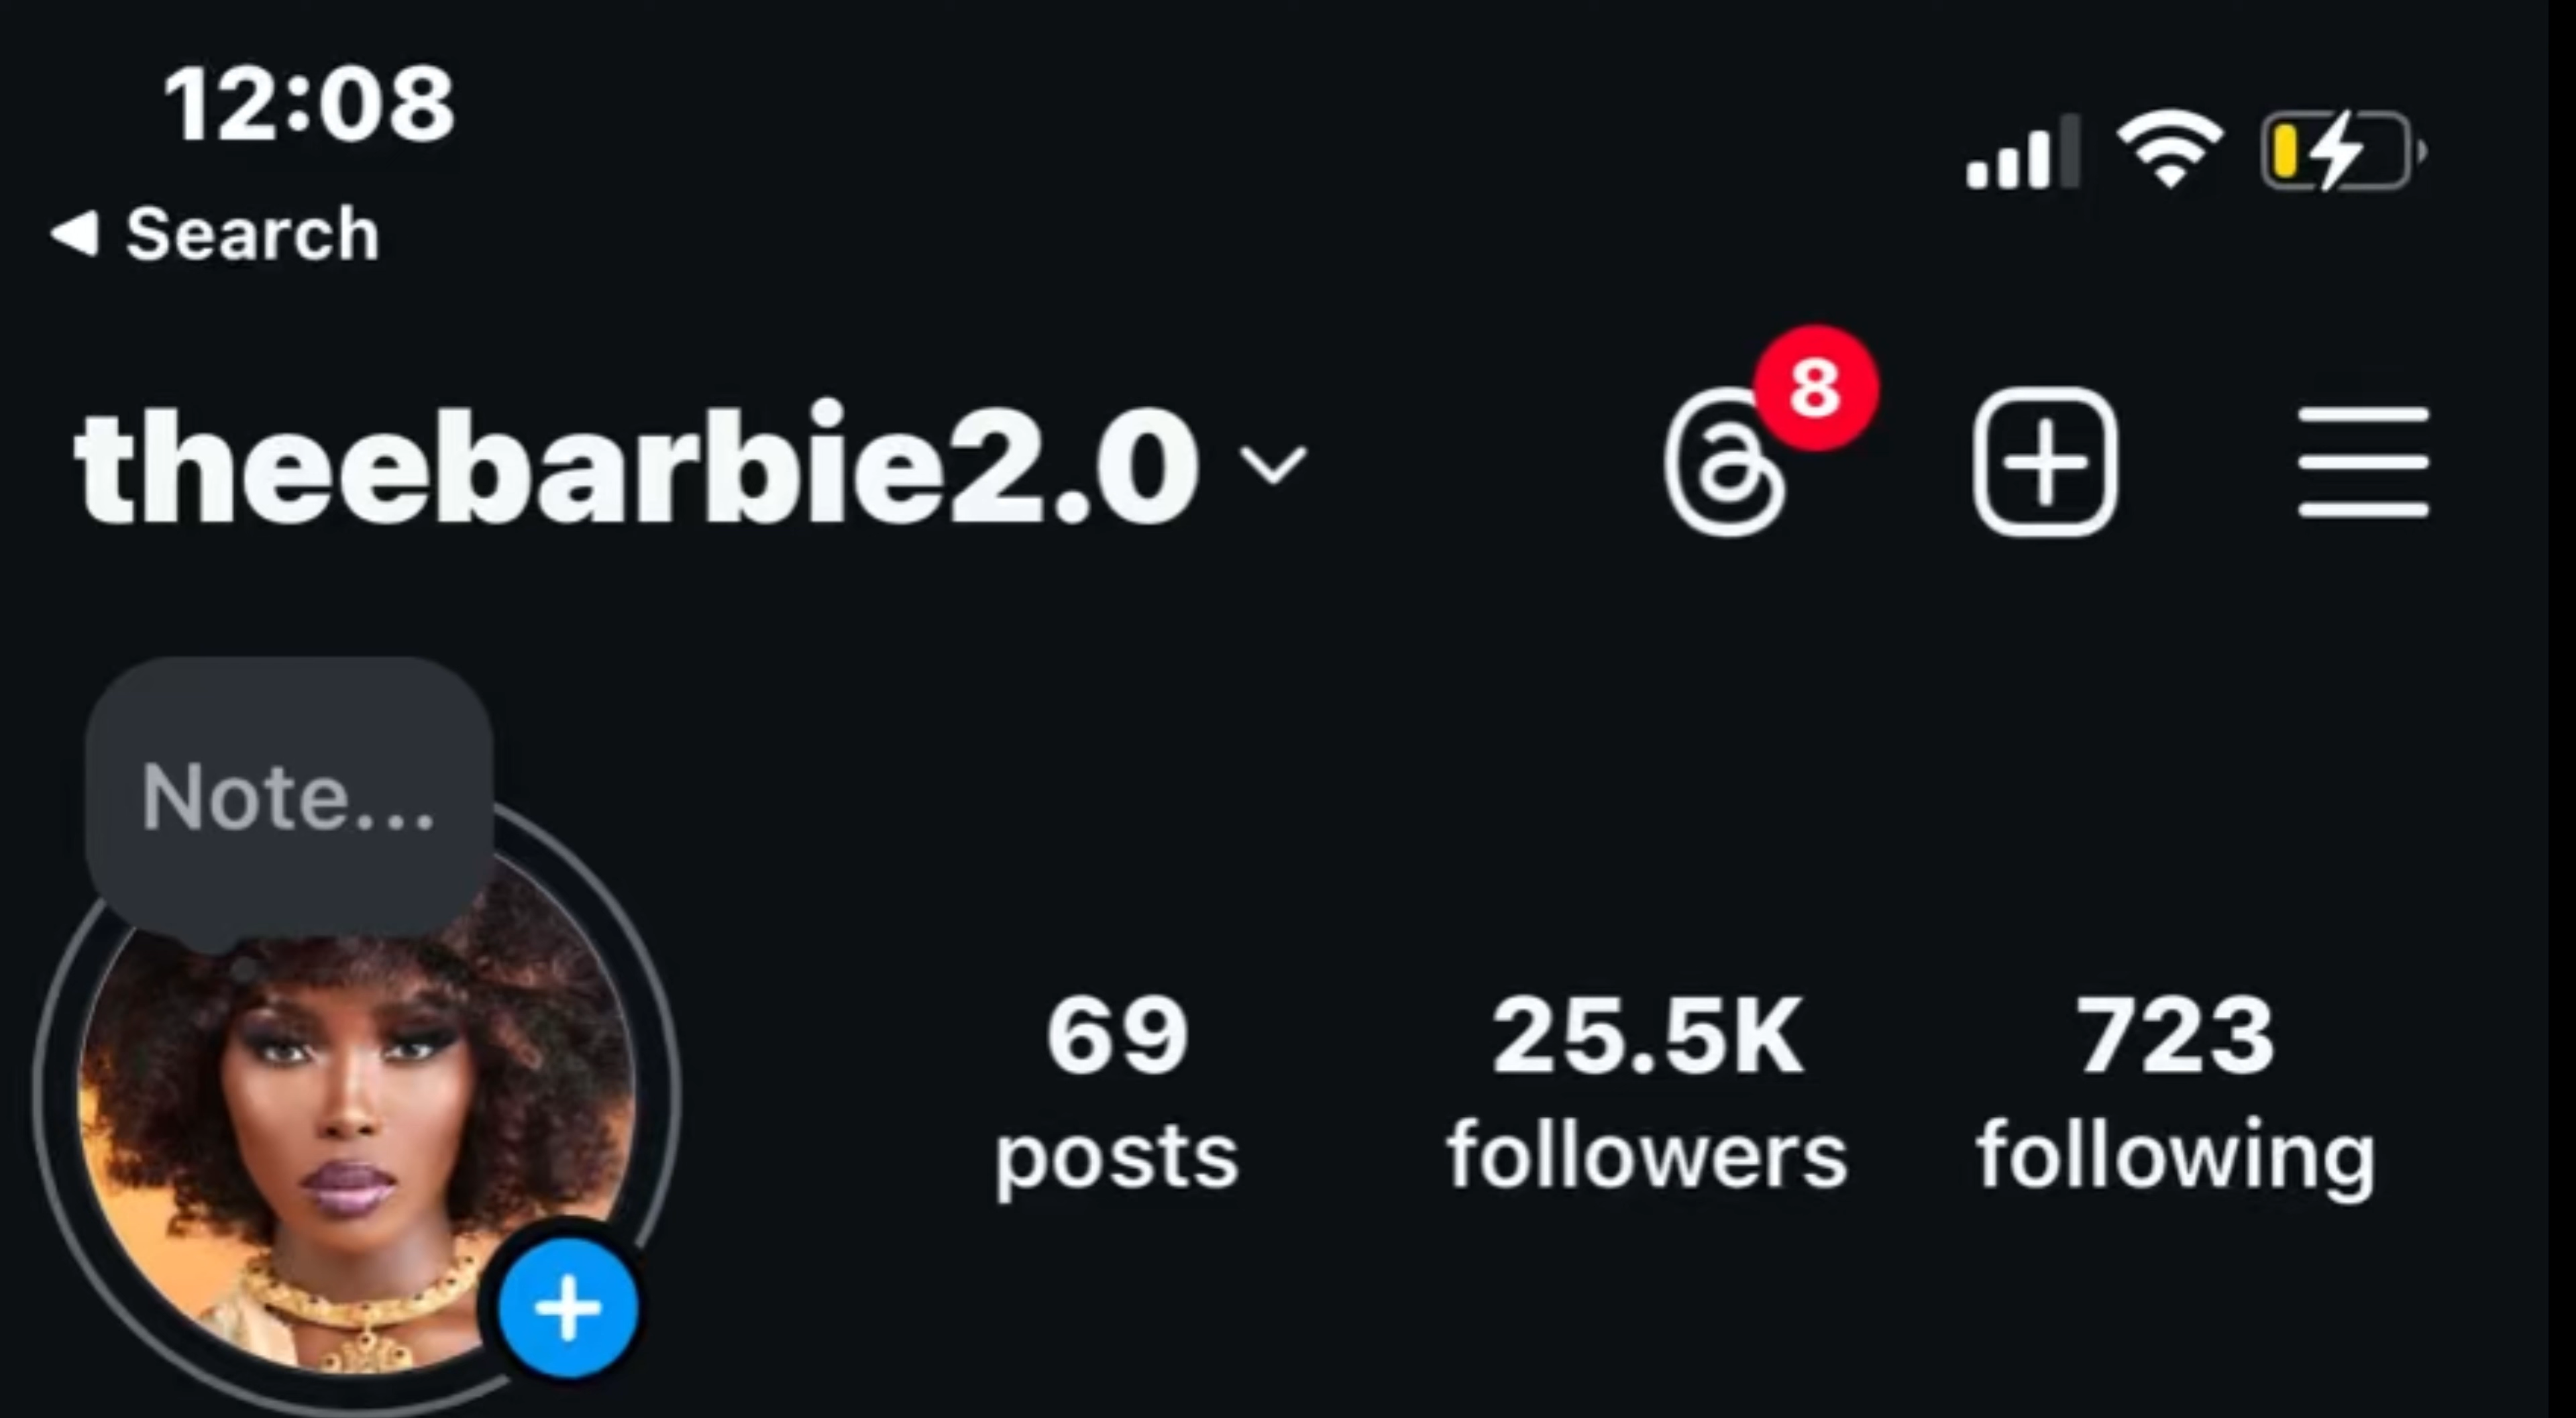 12:08
◀ Search
theebarbie2.0
8
Note...
69 25.5K 723
posts followers following